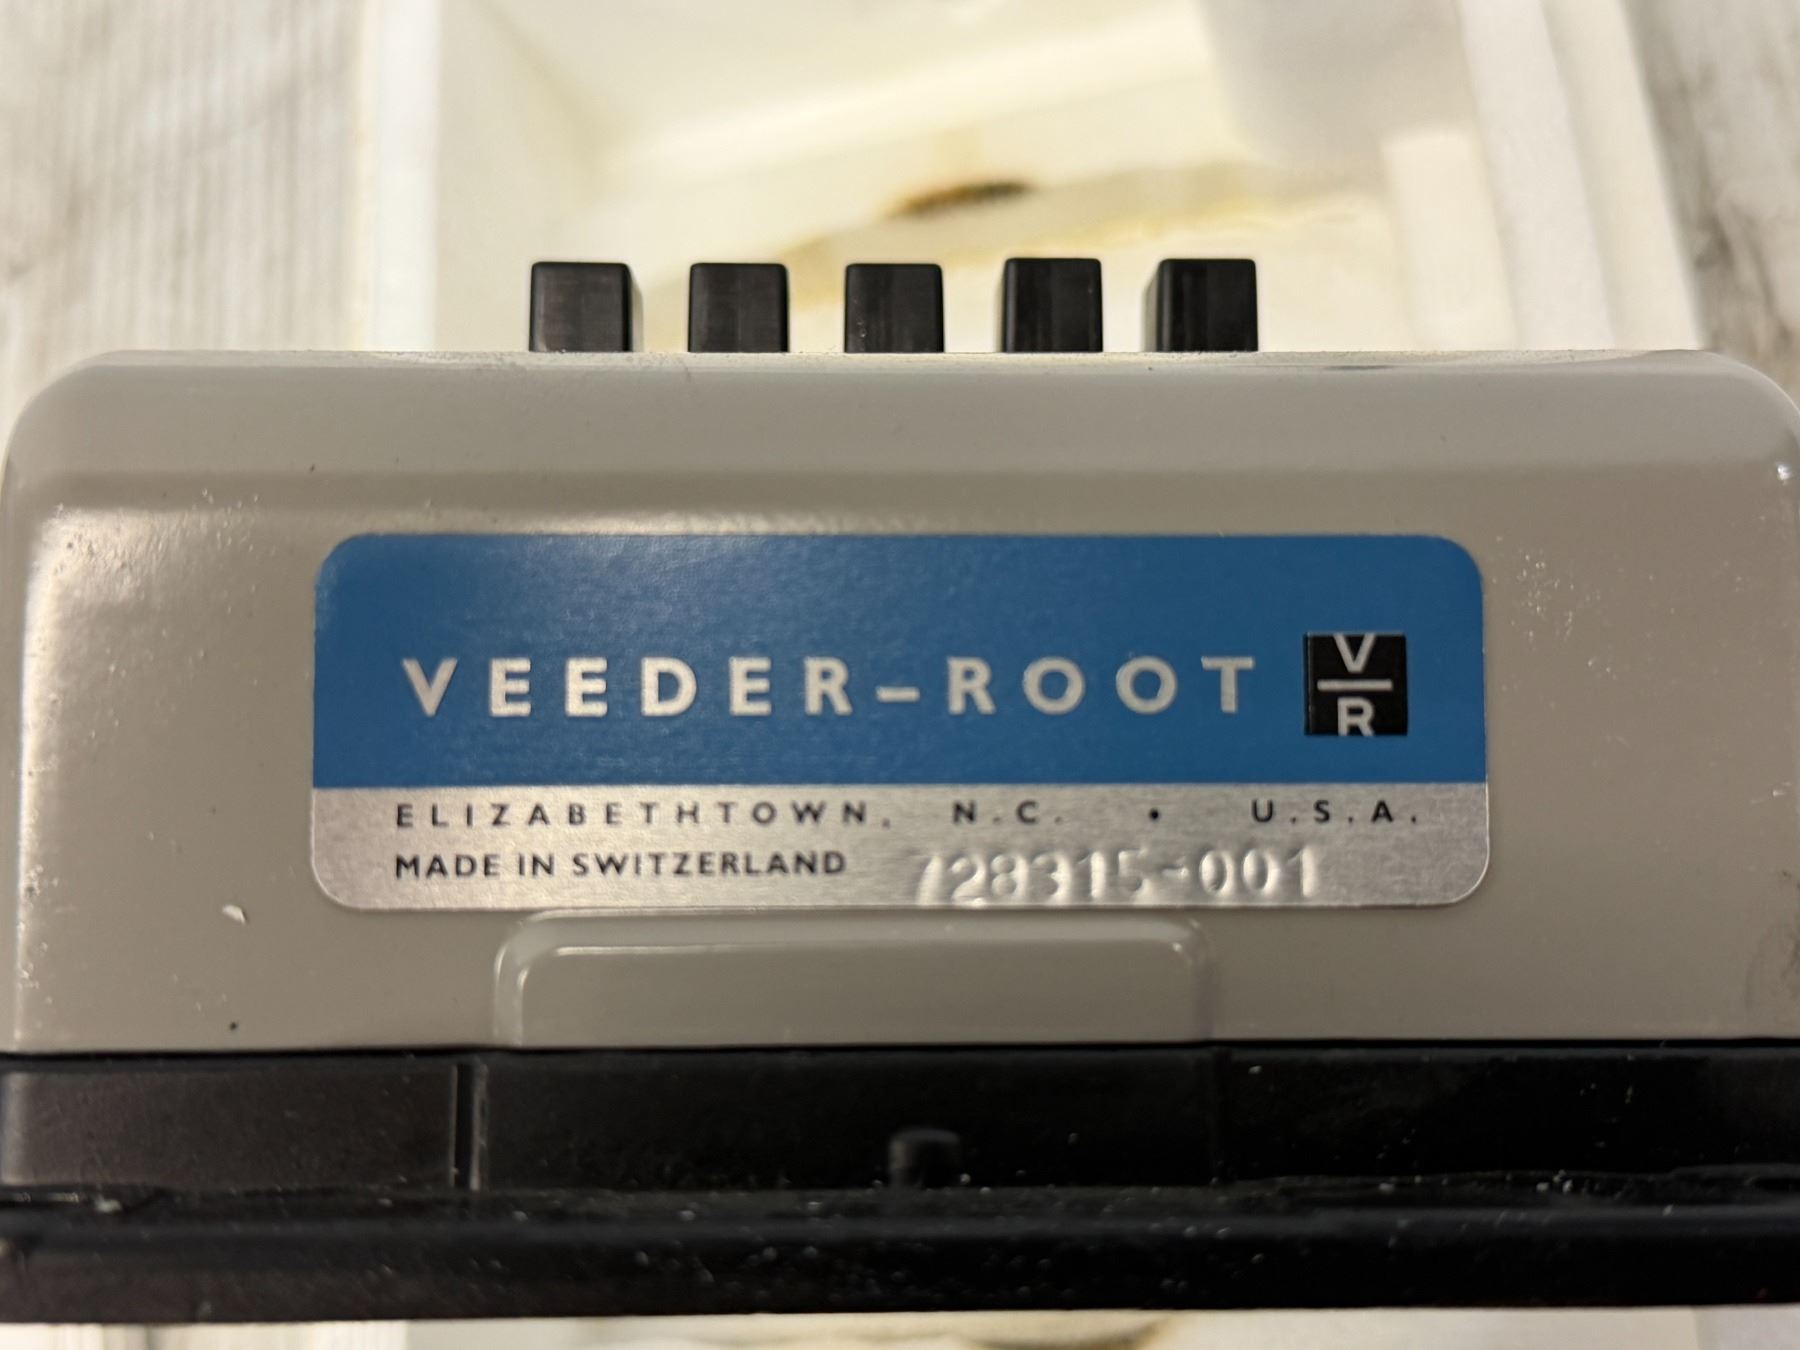 VEEDER-ROOT
V
R
ELIZABETHTOWN, N.C. • U.S.A.
MADE IN SWITZERLAND 728315-001